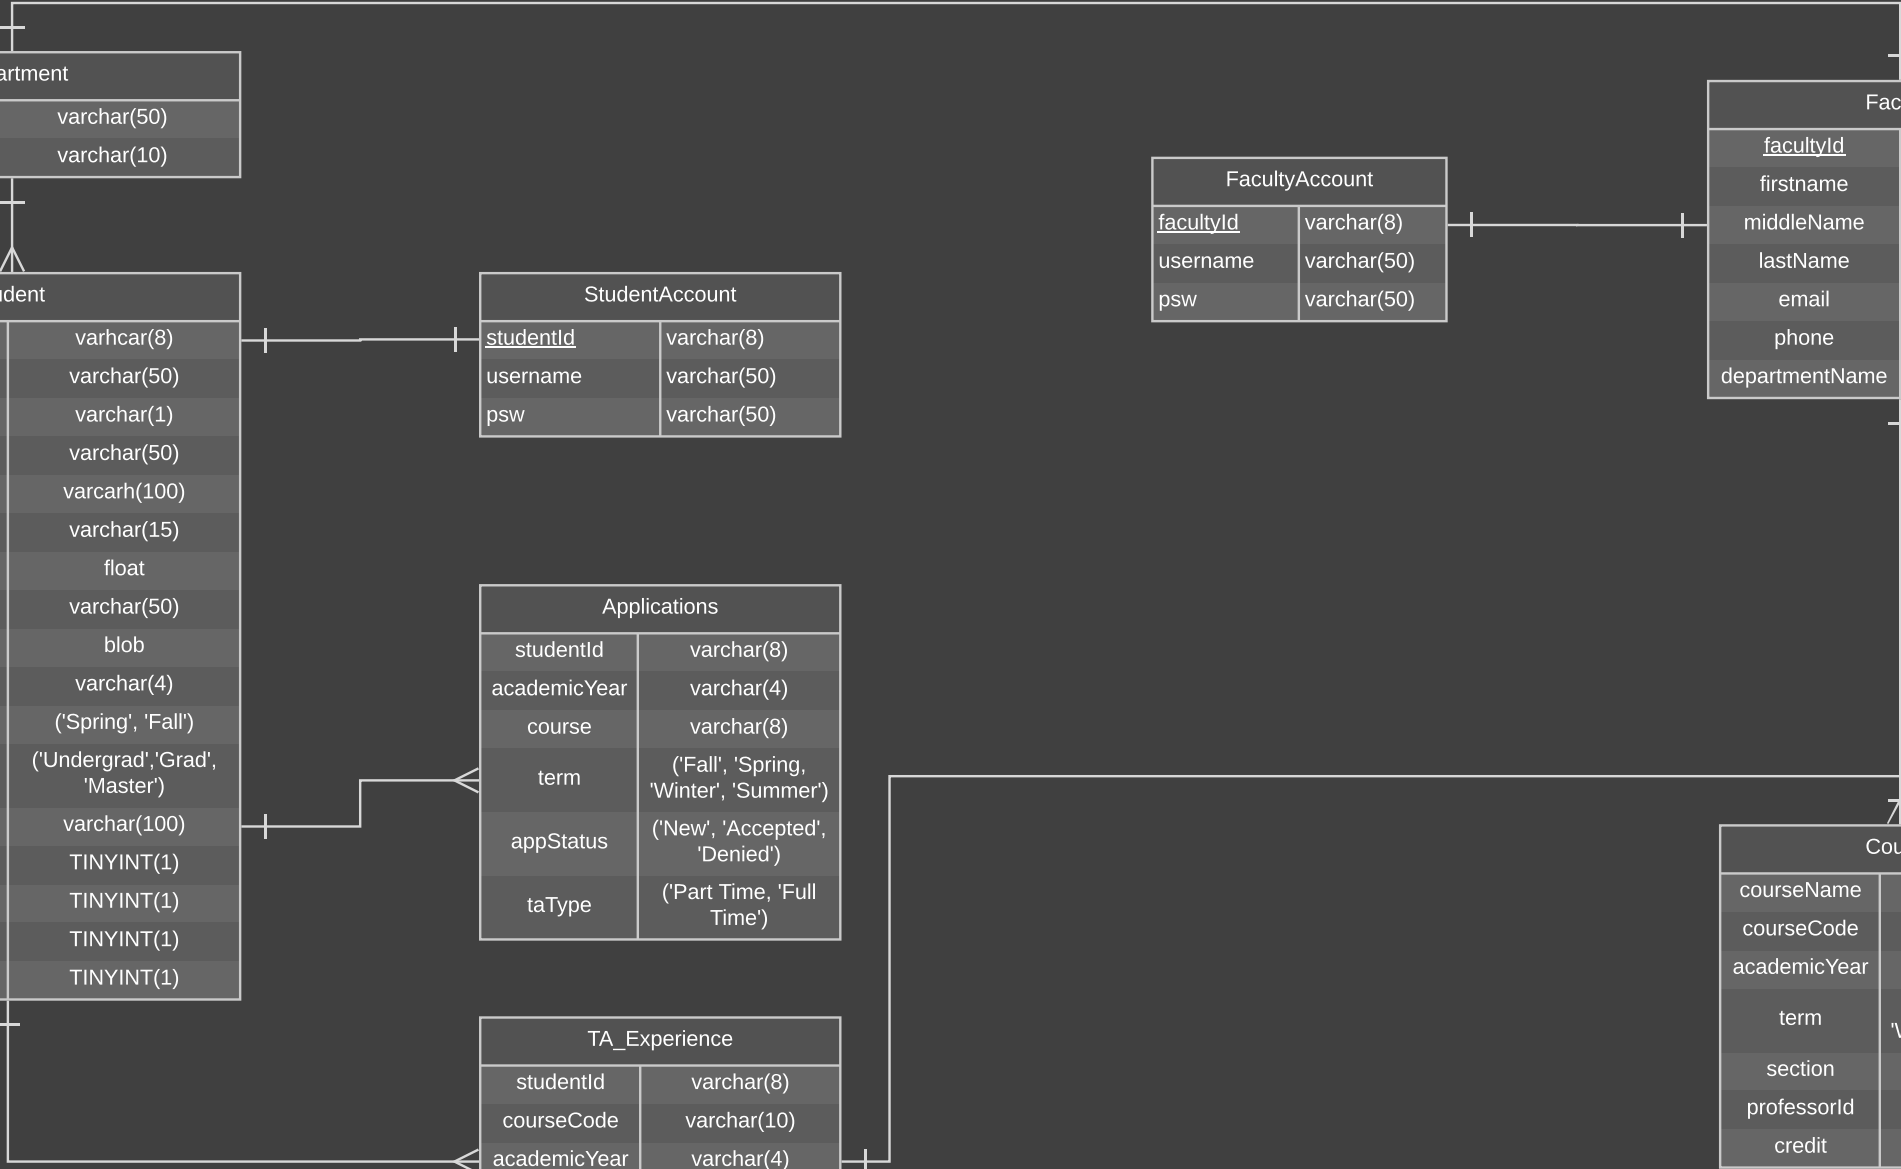 artment
varchar(50)
varchar(10)
udent
varhcar(8)
varchar(50)
varchar(1)
varchar(50)
varcarh(100)
varchar(15)
float
varchar(50)
blob
varchar(4)
('Spring', 'Fall')
('Undergrad','Grad',
'Master')
varchar(100)
TINYINT(1)
TINYINT(1)
TINYINT(1)
TINYINT(1)
StudentAccount
studentId varchar(8)
username varchar(50)
psw varchar(50)
Applications
studentId varchar(8)
academicYear varchar(4)
course varchar(8)
term ('Fall', 'Spring,
'Winter', 'Summer')
appStatus ('New', 'Accepted',
'Denied')
taType ('Part Time, 'Full
Time')
TA_Experience
studentId varchar(8)
courseCode varchar(10)
academicYear varchar(4)
FacultyAccount
facultyId varchar(8)
username varchar(50)
psw varchar(50)
Fac
facultyId
firstname
middleName
lastName
email
phone
departmentName
Cou
courseName
courseCode
academicYear
term
section
professorId
credit